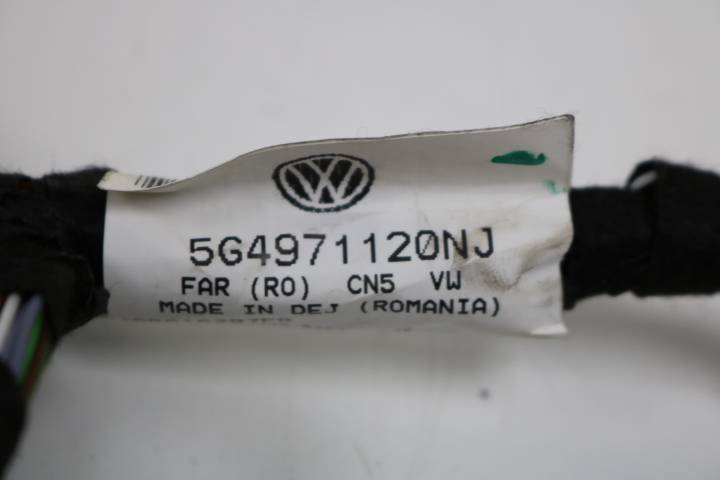 5G4971120NJ
FAR (RO) CN5 VW
MADE IN DEJ (ROMANIA)